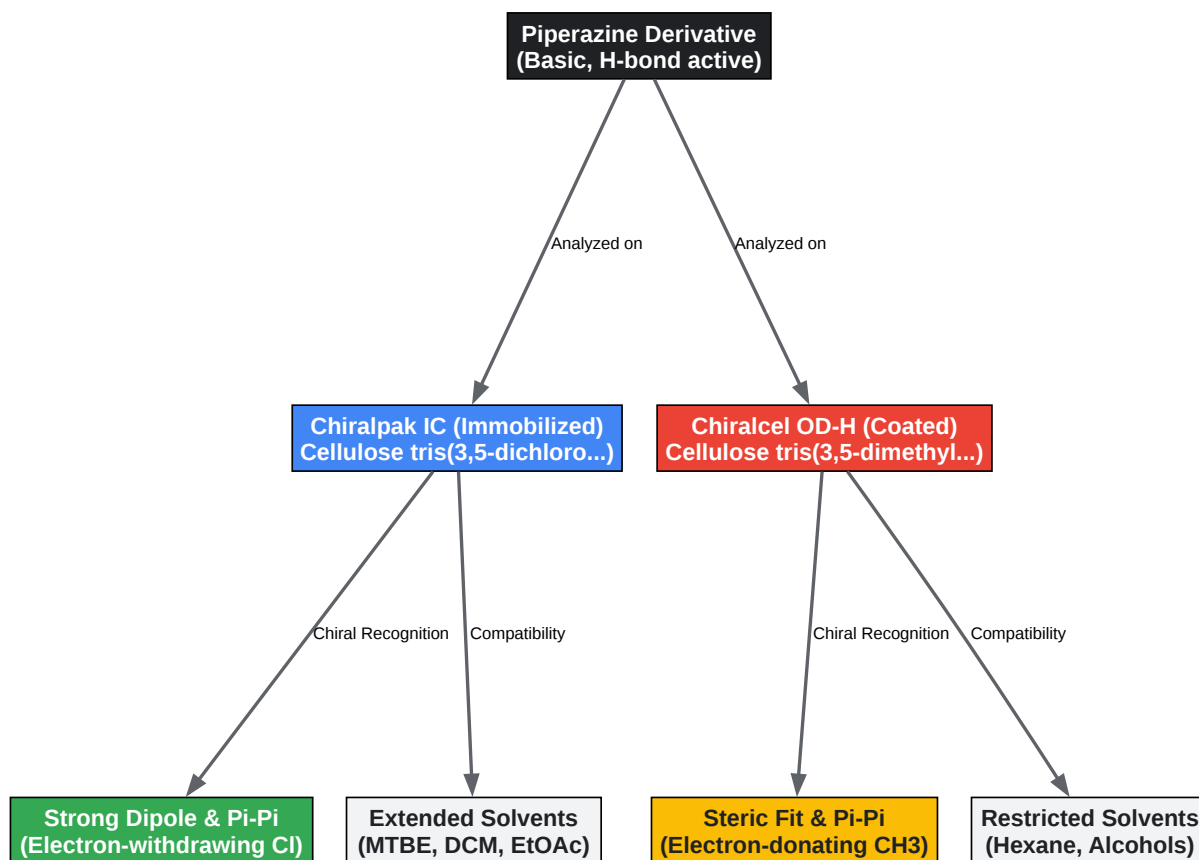 Piperazine Derivative
(Basic, H-bond active)
Analyzed on
Analyzed on
Chiralpak IC (Immobilized)
Cellulose tris(3,5-dichloro...)
Chiralcel OD-H (Coated)
Cellulose tris(3,5-dimethyl...)
Chiral Recognition
Compatibility
Chiral Recognition
Compatibility
Strong Dipole & Pi-Pi
(Electron-withdrawing Cl)
Extended Solvents
(MTBE, DCM, EtOAc)
Steric Fit & Pi-Pi
(Electron-donating CH3)
Restricted Solvents
(Hexane, Alcohols)